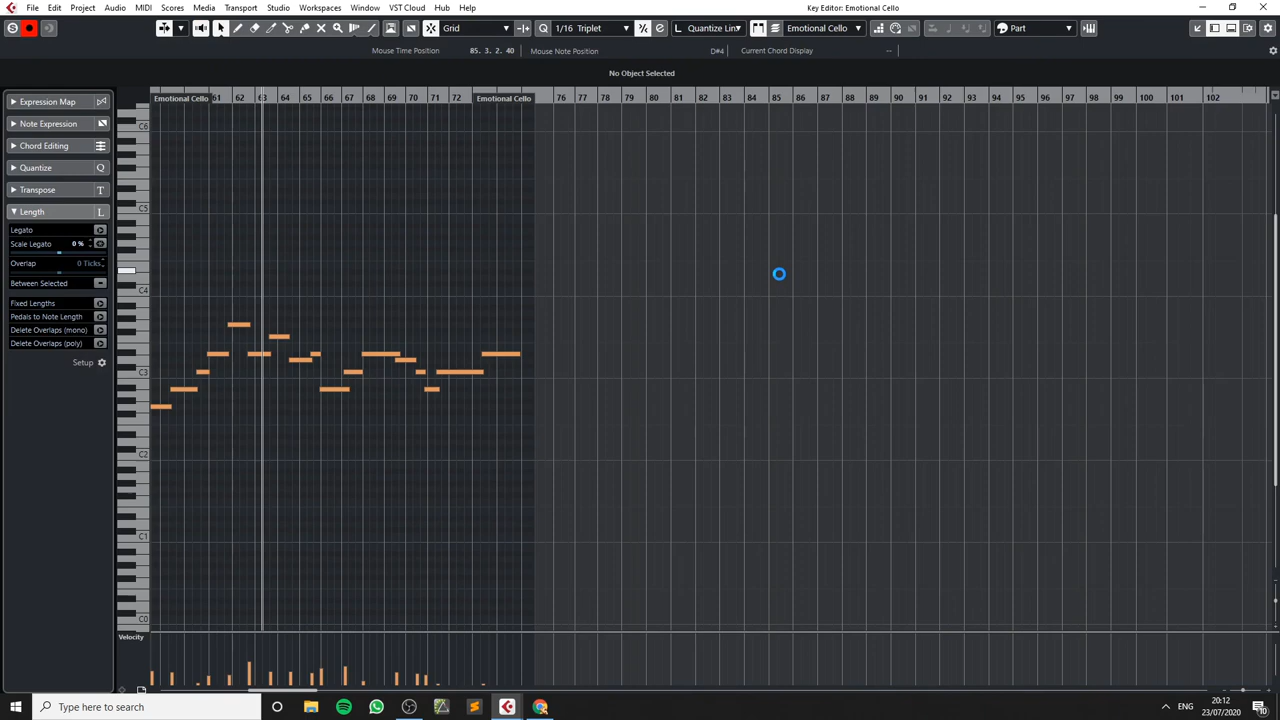 File Edit Project Audio MIDI Scores Media Transport Studio Workspaces Window VST Cloud Hub Help
Key Editor: Emotional Cello
S Grid Q 1/16 Triplet e L Quantize Link Emotional Cello Part
Mouse Time Position 85. 3. 2. 40 Mouse Note Position D#4 Current Chord Display --
No Object Selected
Expression Map
Note Expression
Chord Editing
Quantize Q
Transpose T
Length L
Legato
Scale Legato 0 %
Overlap 0 Ticks
Between Selected
Fixed Lengths
Pedals to Note Length
Delete Overlaps (mono)
Delete Overlaps (poly)
Setup
Emotional Cello 61 62 63 64 65 66 67 68 69 70 71 72 Emotional Cello 76 77 78 79 80 81 82 83 84 85 86 87 88 89 90 91 92 93 94 95 96 97 98 99 100 101 102
C6
C5
C4
C3
C2
C1
C0
Velocity
Type here to search
ENG
20:12
23/07/2020
10